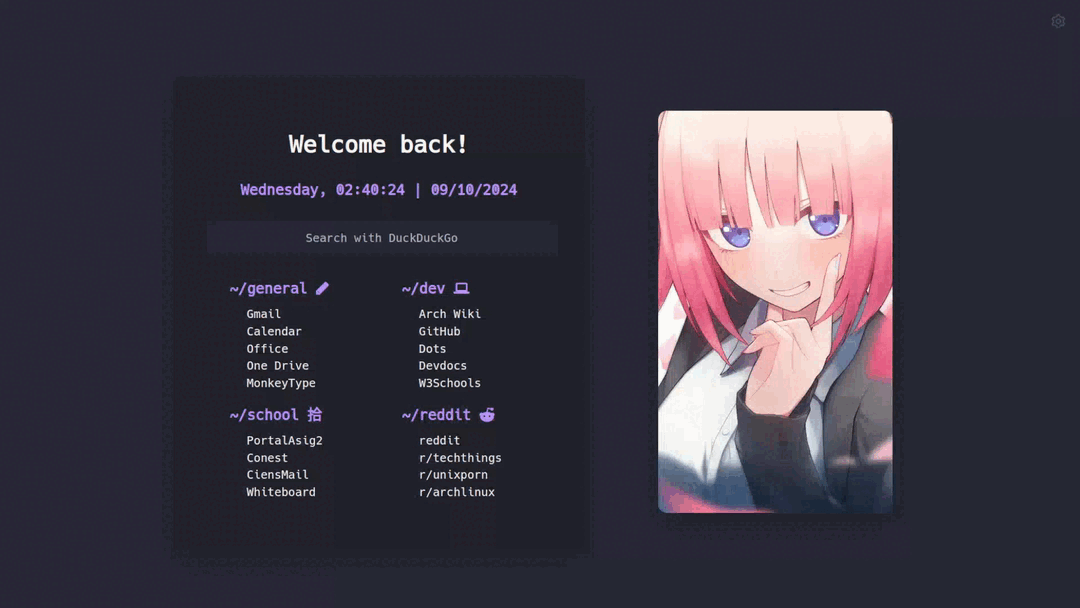 Welcome back!
Wednesday, 02:40:24 | 09/10/2024
Search with DuckDuckGo
~/general
Gmail
Calendar
Office
One Drive
MonkeyType
~/dev
Arch Wiki
GitHub
Dots
Devdocs
W3Schools
~/school 拾
PortalAsig2
Conest
CiensMail
Whiteboard
~/reddit
reddit
r/techthings
r/unixporn
r/archlinux